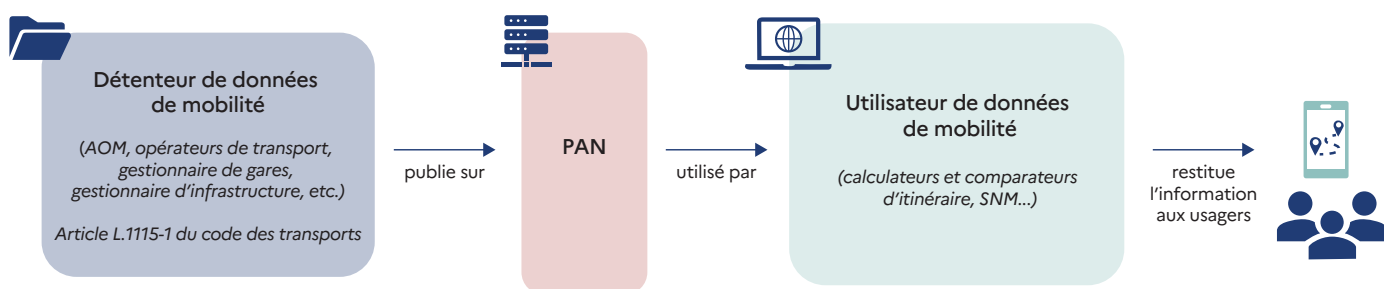 Détenteur de données
de mobilité
(AOM, opérateurs de transport,
gestionnaire de gares,
gestionnaire d’infrastructure, etc.)
Article L.1115-1 du code des transports
publie sur
PAN
utilisé par
Utilisateur de données
de mobilité
(calculateurs et comparateurs
d’itinéraire, SNM...)
restitue
l’information
aux usagers